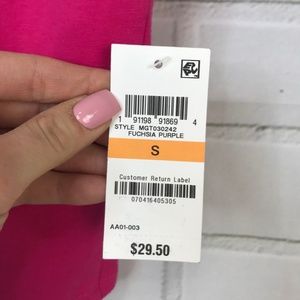 1 91198 91869 4
STYLE MGT030242
FUCHSIA PURPLE
S
Customer Return Label
070416405305
AA01-003
$29.50